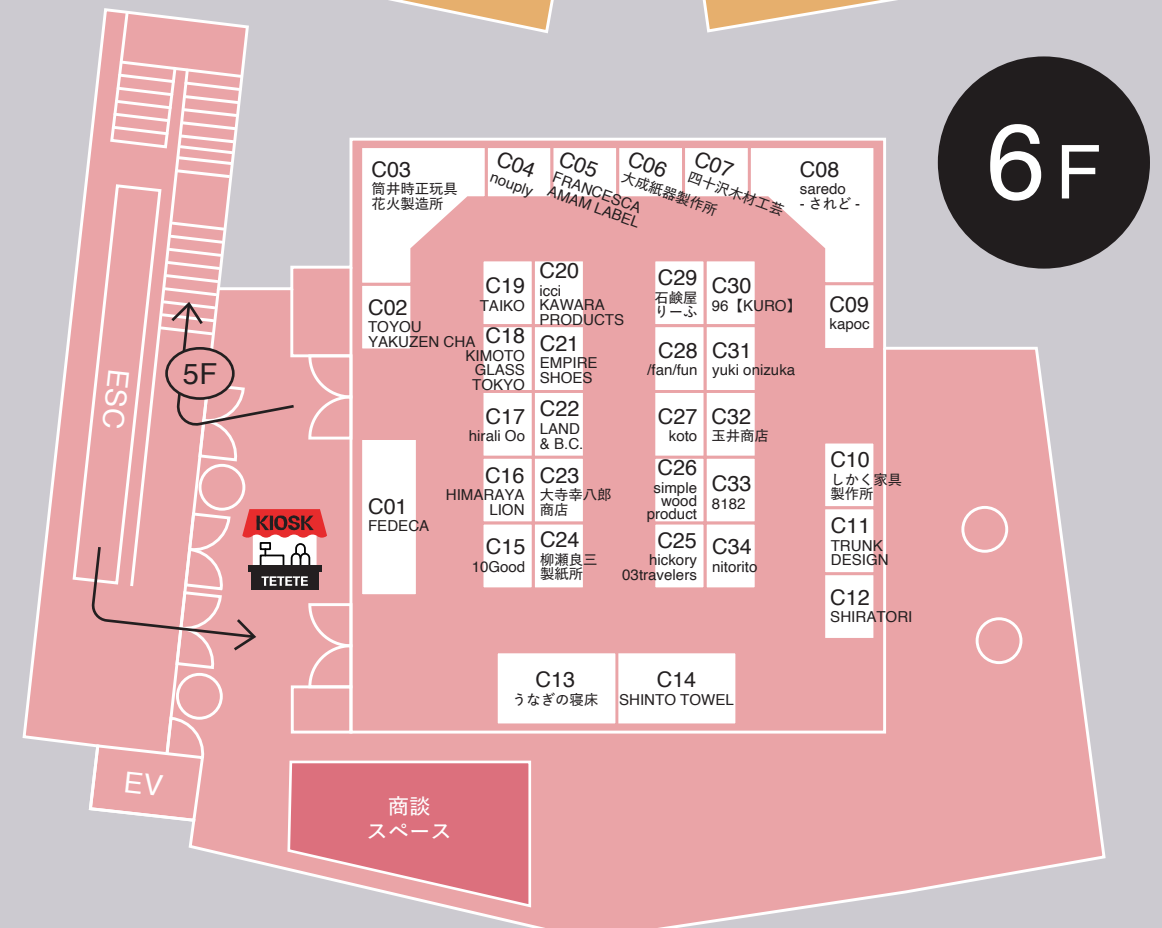 6F
C03
筒井時正玩具
花火製造所
C04
nouply
C05
FRANCESCA
AMAM LABEL
C06
大成紙器製作所
C07
四十沢木材工芸
C08
saredo
- されど -
C02
TOYOU
YAKUZEN CHA
C19
TAIKO
C20
icci
KAWARA
PRODUCTS
C29
石鹸屋
りーふ
C30
96【KURO】
C09
kapoc
C18
KIMOTO
GLASS
TOKYO
C21
EMPIRE
SHOES
C28
/fan/fun
C31
yuki onizuka
5F
ESC
C17
hirali Oo
C22
LAND
& B.C.
C27
koto
C32
玉井商店
C01
FEDECA
C16
HIMARAYA
LION
C23
大寺幸八郎
商店
C26
simple
wood
product
C33
8182
C10
しかく家具
製作所
KIOSK
TETETE
C15
10Good
C24
柳瀬良三
製紙所
C25
hickory
03travelers
C34
nitorito
C11
TRUNK
DESIGN
C12
SHIRATORI
C13
うなぎの寝床
C14
SHINTO TOWEL
EV
商談
スペース